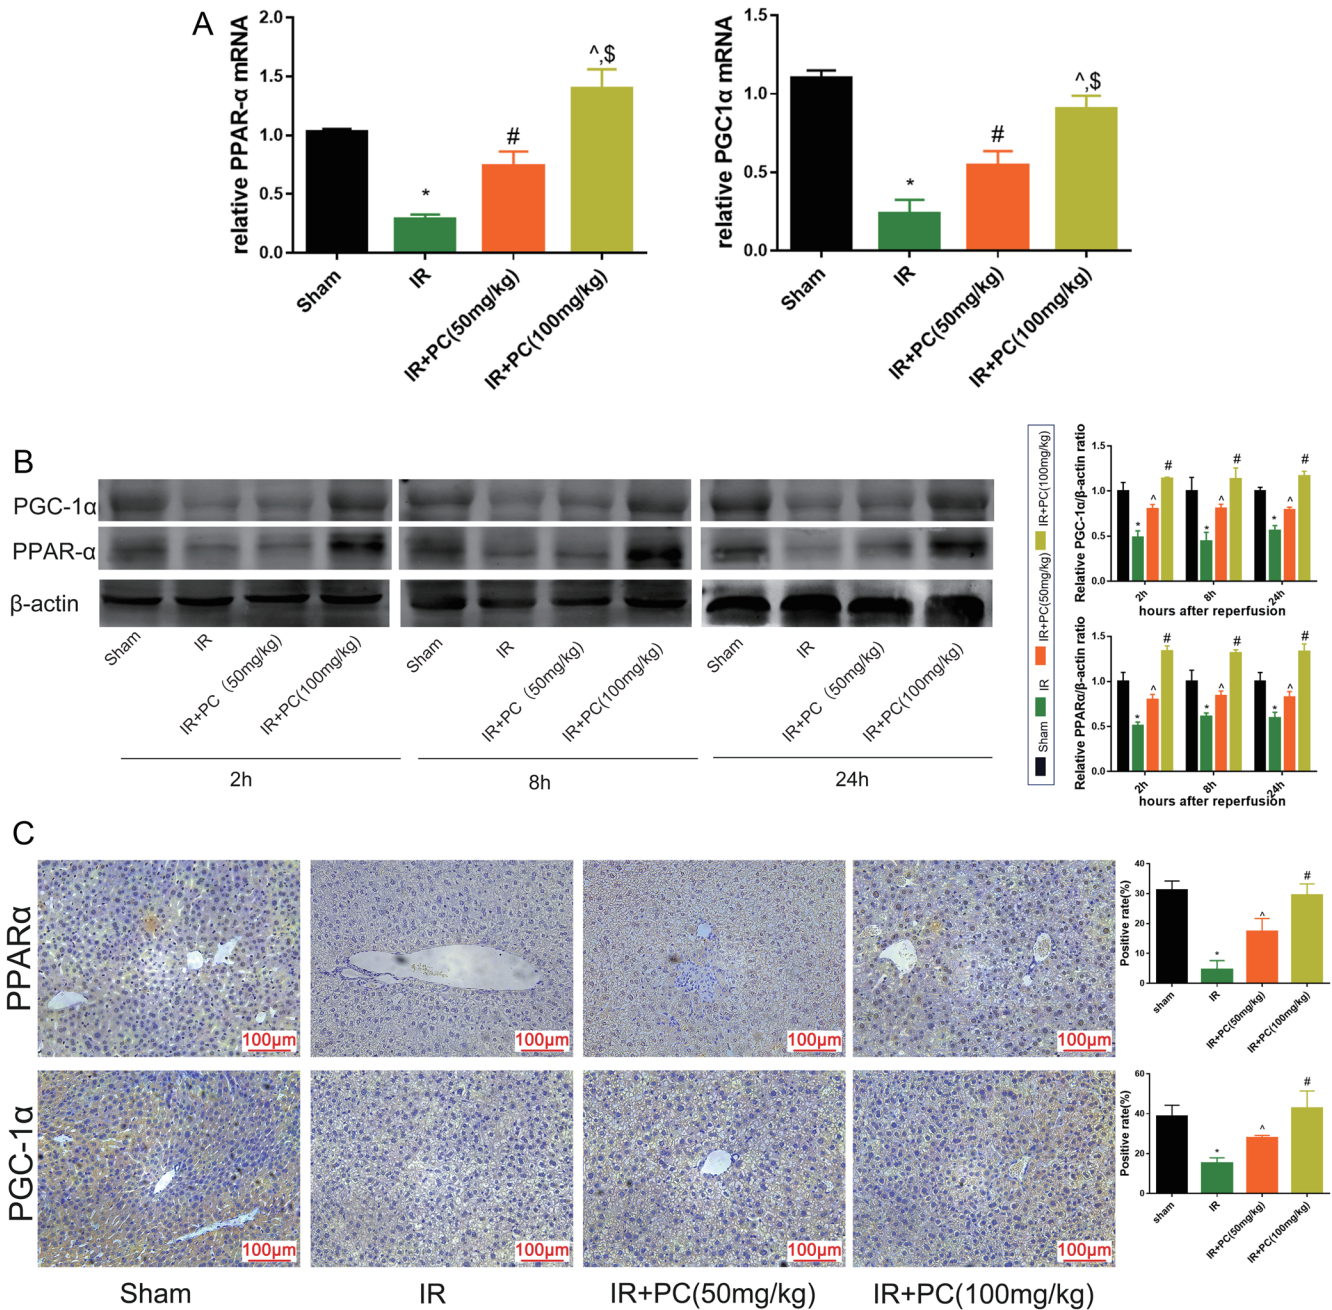 A
relative PPAR-α mRNA
2.0
1.5
1.0
0.5
0.0
*
#
^,$
Sham
IR
IR+PC(50mg/kg)
IR+PC(100mg/kg)
relative PGC1α mRNA
1.5
1.0
0.5
0.0
*
#
^,$
Sham
IR
IR+PC(50mg/kg)
IR+PC(100mg/kg)
B
PGC-1α
PPAR-α
β-actin
Sham
IR
IR+PC（50mg/kg)
IR+PC(100mg/kg)
Sham
IR
IR+PC（50mg/kg)
IR+PC(100mg/kg)
Sham
IR
IR+PC（50mg/kg)
IR+PC(100mg/kg)
2h
8h
24h
Sham
IR
IR+PC(50mg/kg)
IR+PC(100mg/kg)
Relative PGC-1α/β-actin ratio
1.5
1.0
0.5
0.0
* ^ #
* ^ #
* ^ #
2h
8h
24h
hours after reperfusion
Relative PPARα/β-actin ratio
1.5
1.0
0.5
0.0
* ^ #
* ^ #
* ^ #
2h
8h
24h
hours after reperfusion
C
PPARα
100μm
100μm
100μm
100μm
Positive rate(%)
40
30
20
10
0
*
^
#
sham
IR
IR+PC(50mg/kg)
IR+PC(100mg/kg)
PGC-1α
100μm
100μm
100μm
100μm
Positive rate(%)
60
40
20
0
*
^
#
sham
IR
IR+PC(50mg/kg)
IR+PC(100mg/kg)
Sham
IR
IR+PC(50mg/kg)
IR+PC(100mg/kg)